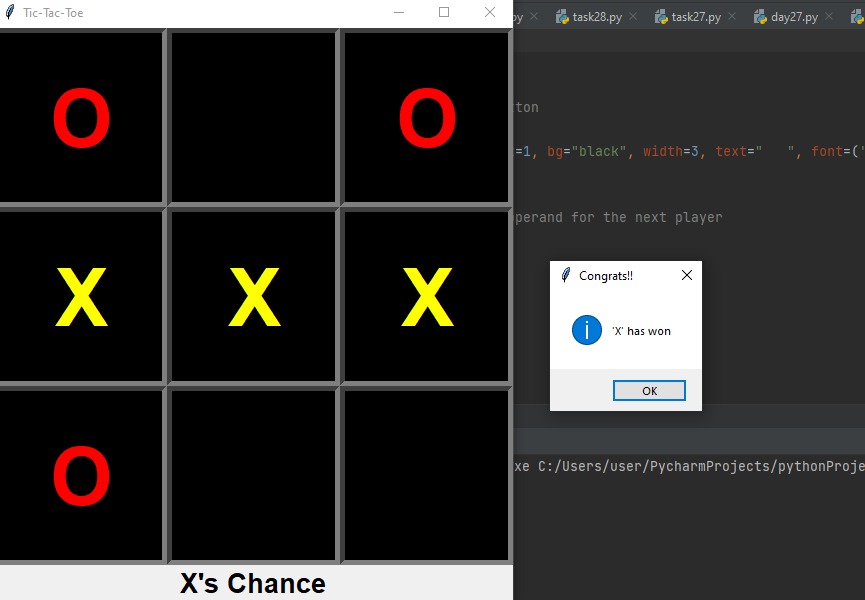 Tic-Tac-Toe
py task28.py task27.py day27.py
O O
X X X
O
X's Chance
tton
=1, bg="black", width=3, text="   ", font=('
perand for the next player
Congrats!!
'X' has won
OK
xe C:/Users/user/PycharmProjects/pythonProje